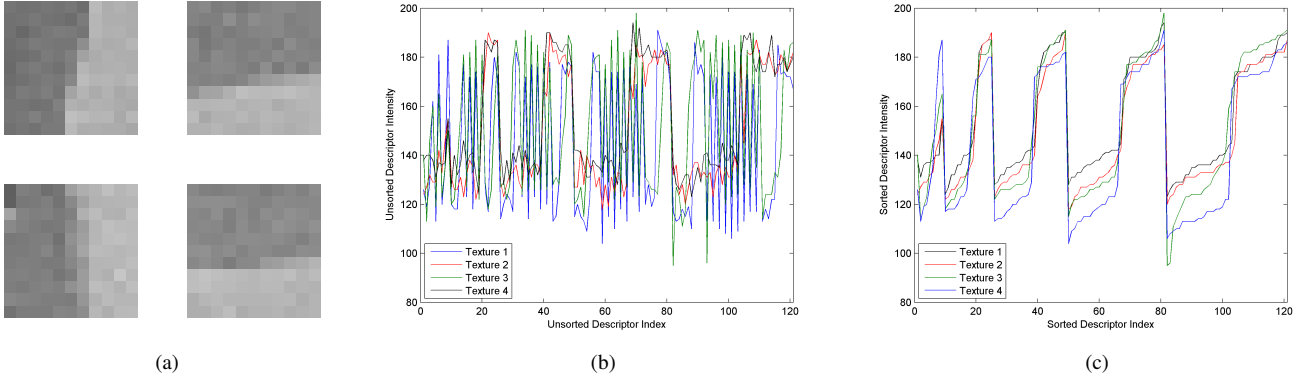 200
180
160
140
120
100
80
0 20 40 60 80 100 120
Unsorted Descriptor Intensity
Unsorted Descriptor Index
Texture 1
Texture 2
Texture 3
Texture 4
200
180
160
140
120
100
80
0 20 40 60 80 100 120
Sorted Descriptor Intensity
Sorted Descriptor Index
Texture 1
Texture 2
Texture 3
Texture 4
(a) (b) (c)